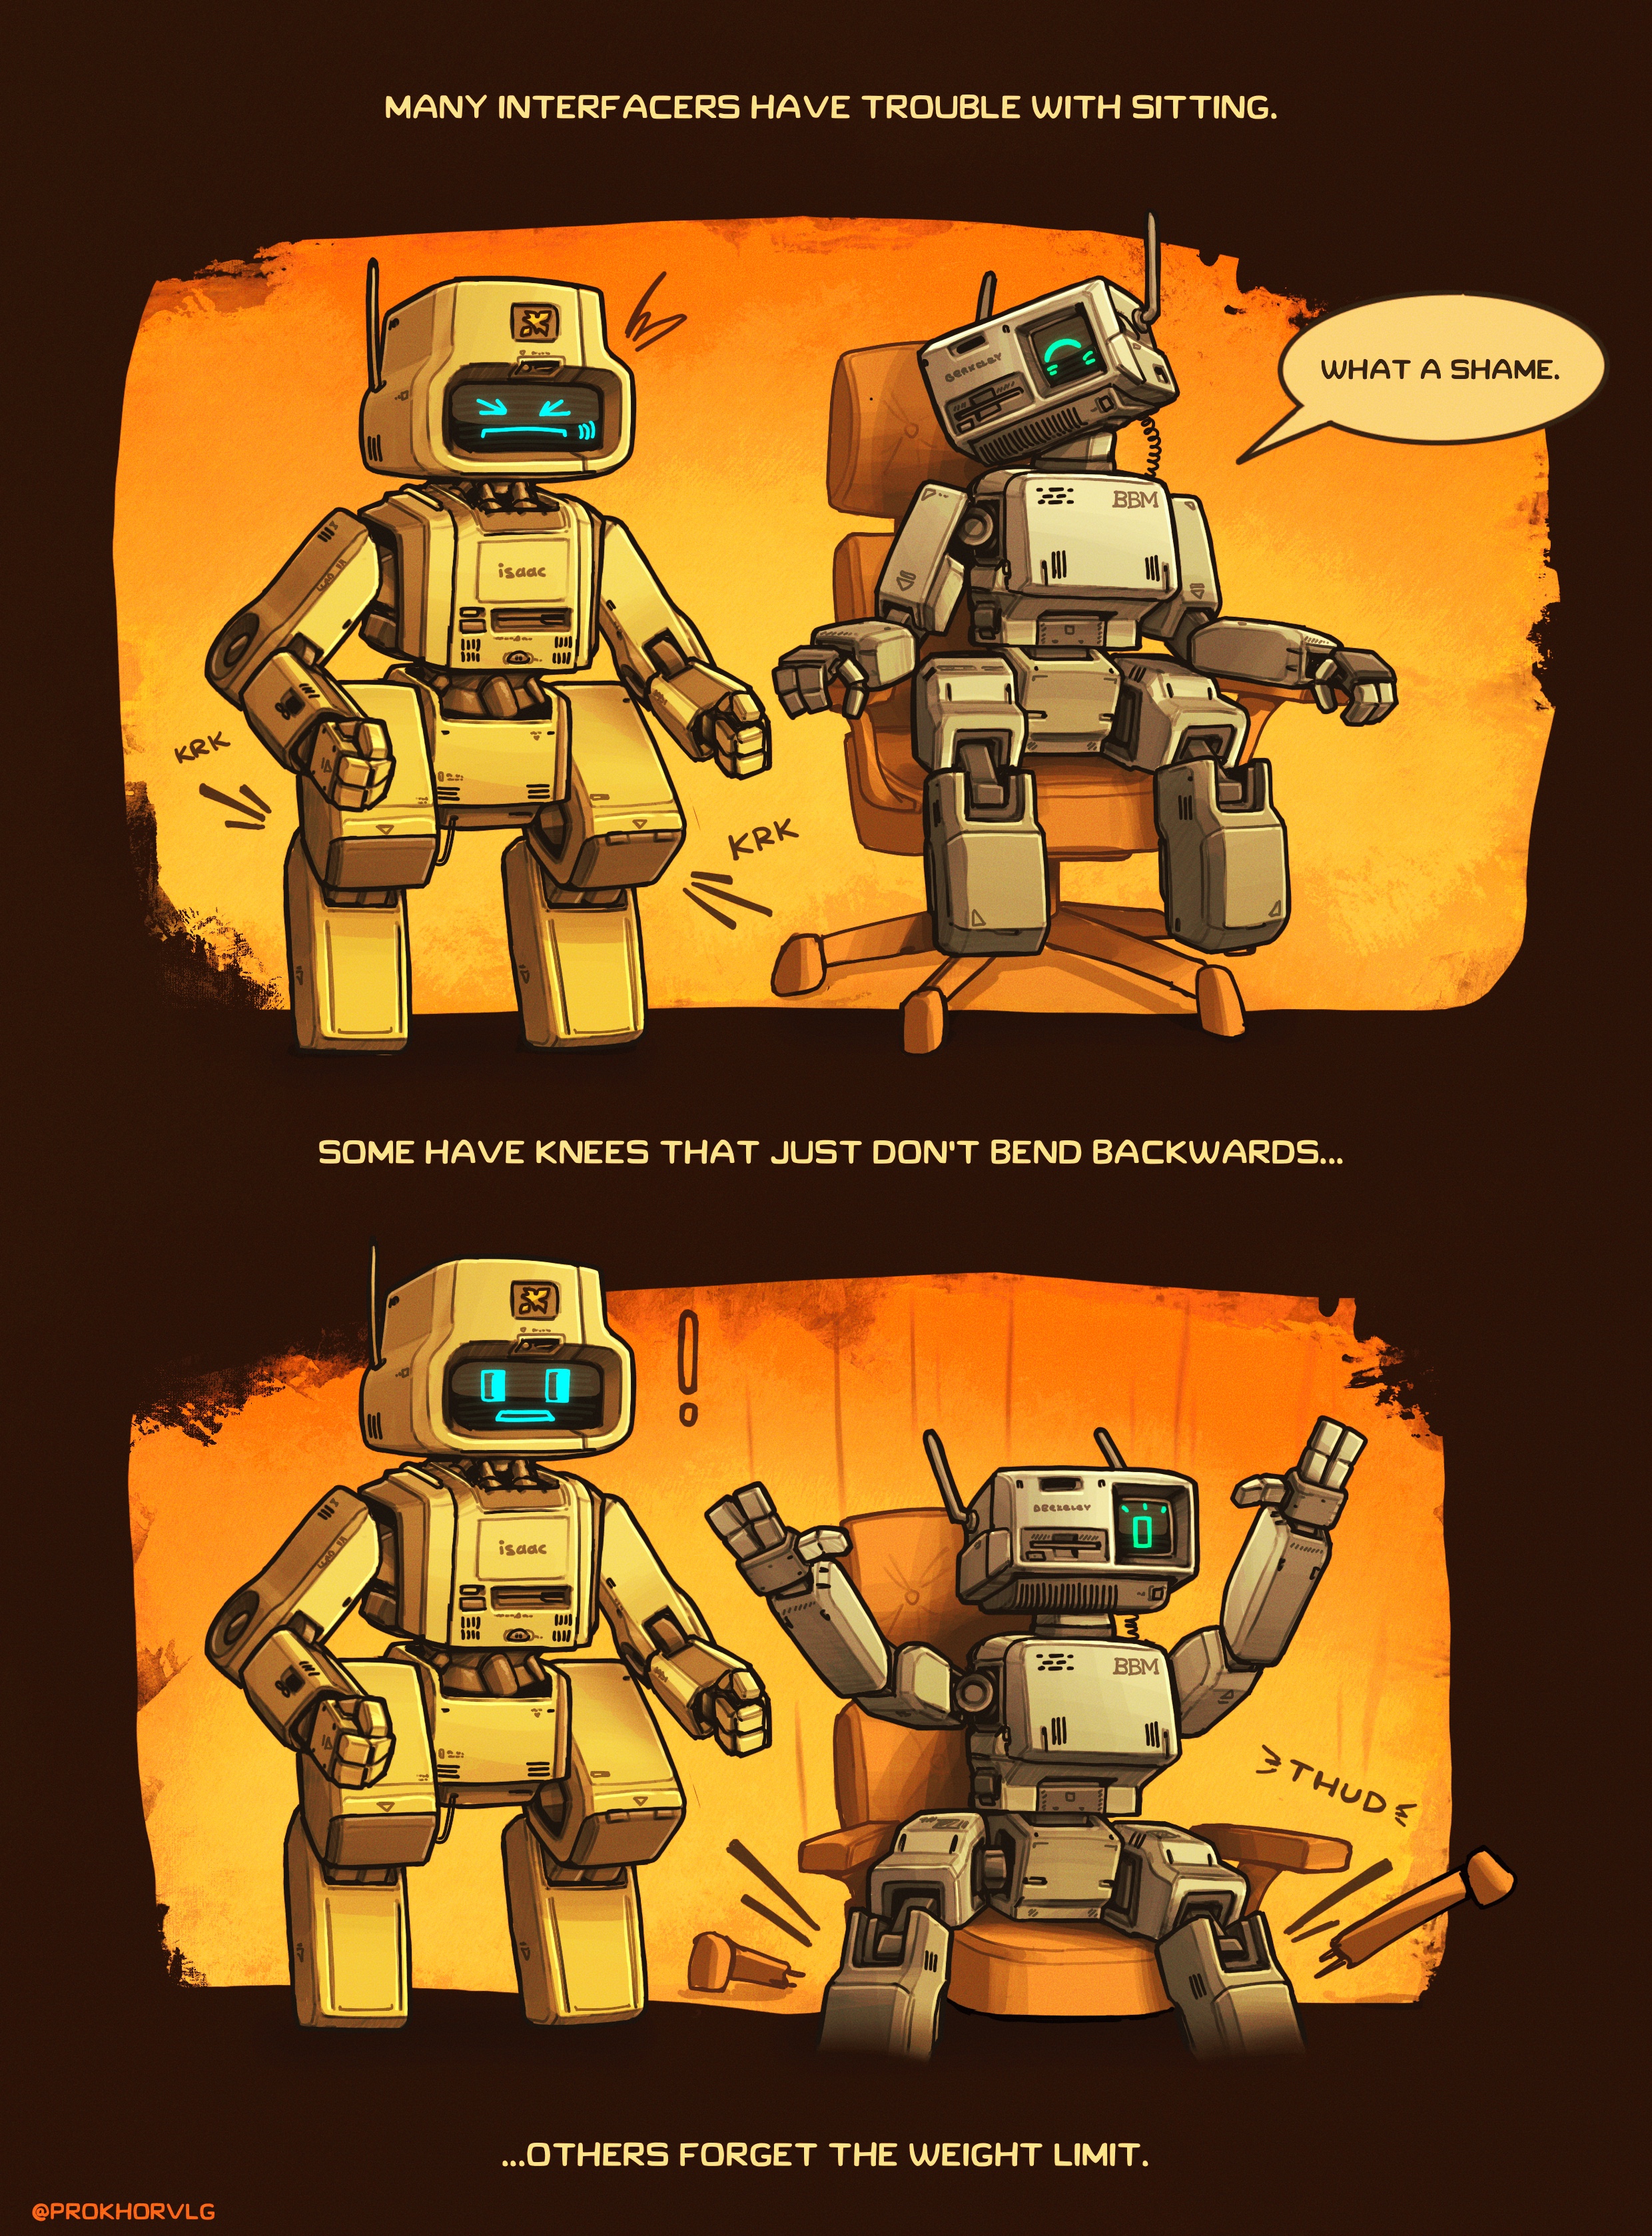 MANY INTERFACERS HAVE TROUBLE WITH SITTING.
BERKELEY
WHAT A SHAME.
BBM
isaac
KRK
KRK
SOME HAVE KNEES THAT JUST DON'T BEND BACKWARDS...
!
BERKELEY
isaac
BBM
THUD
...OTHERS FORGET THE WEIGHT LIMIT.
@PROKHORVLG